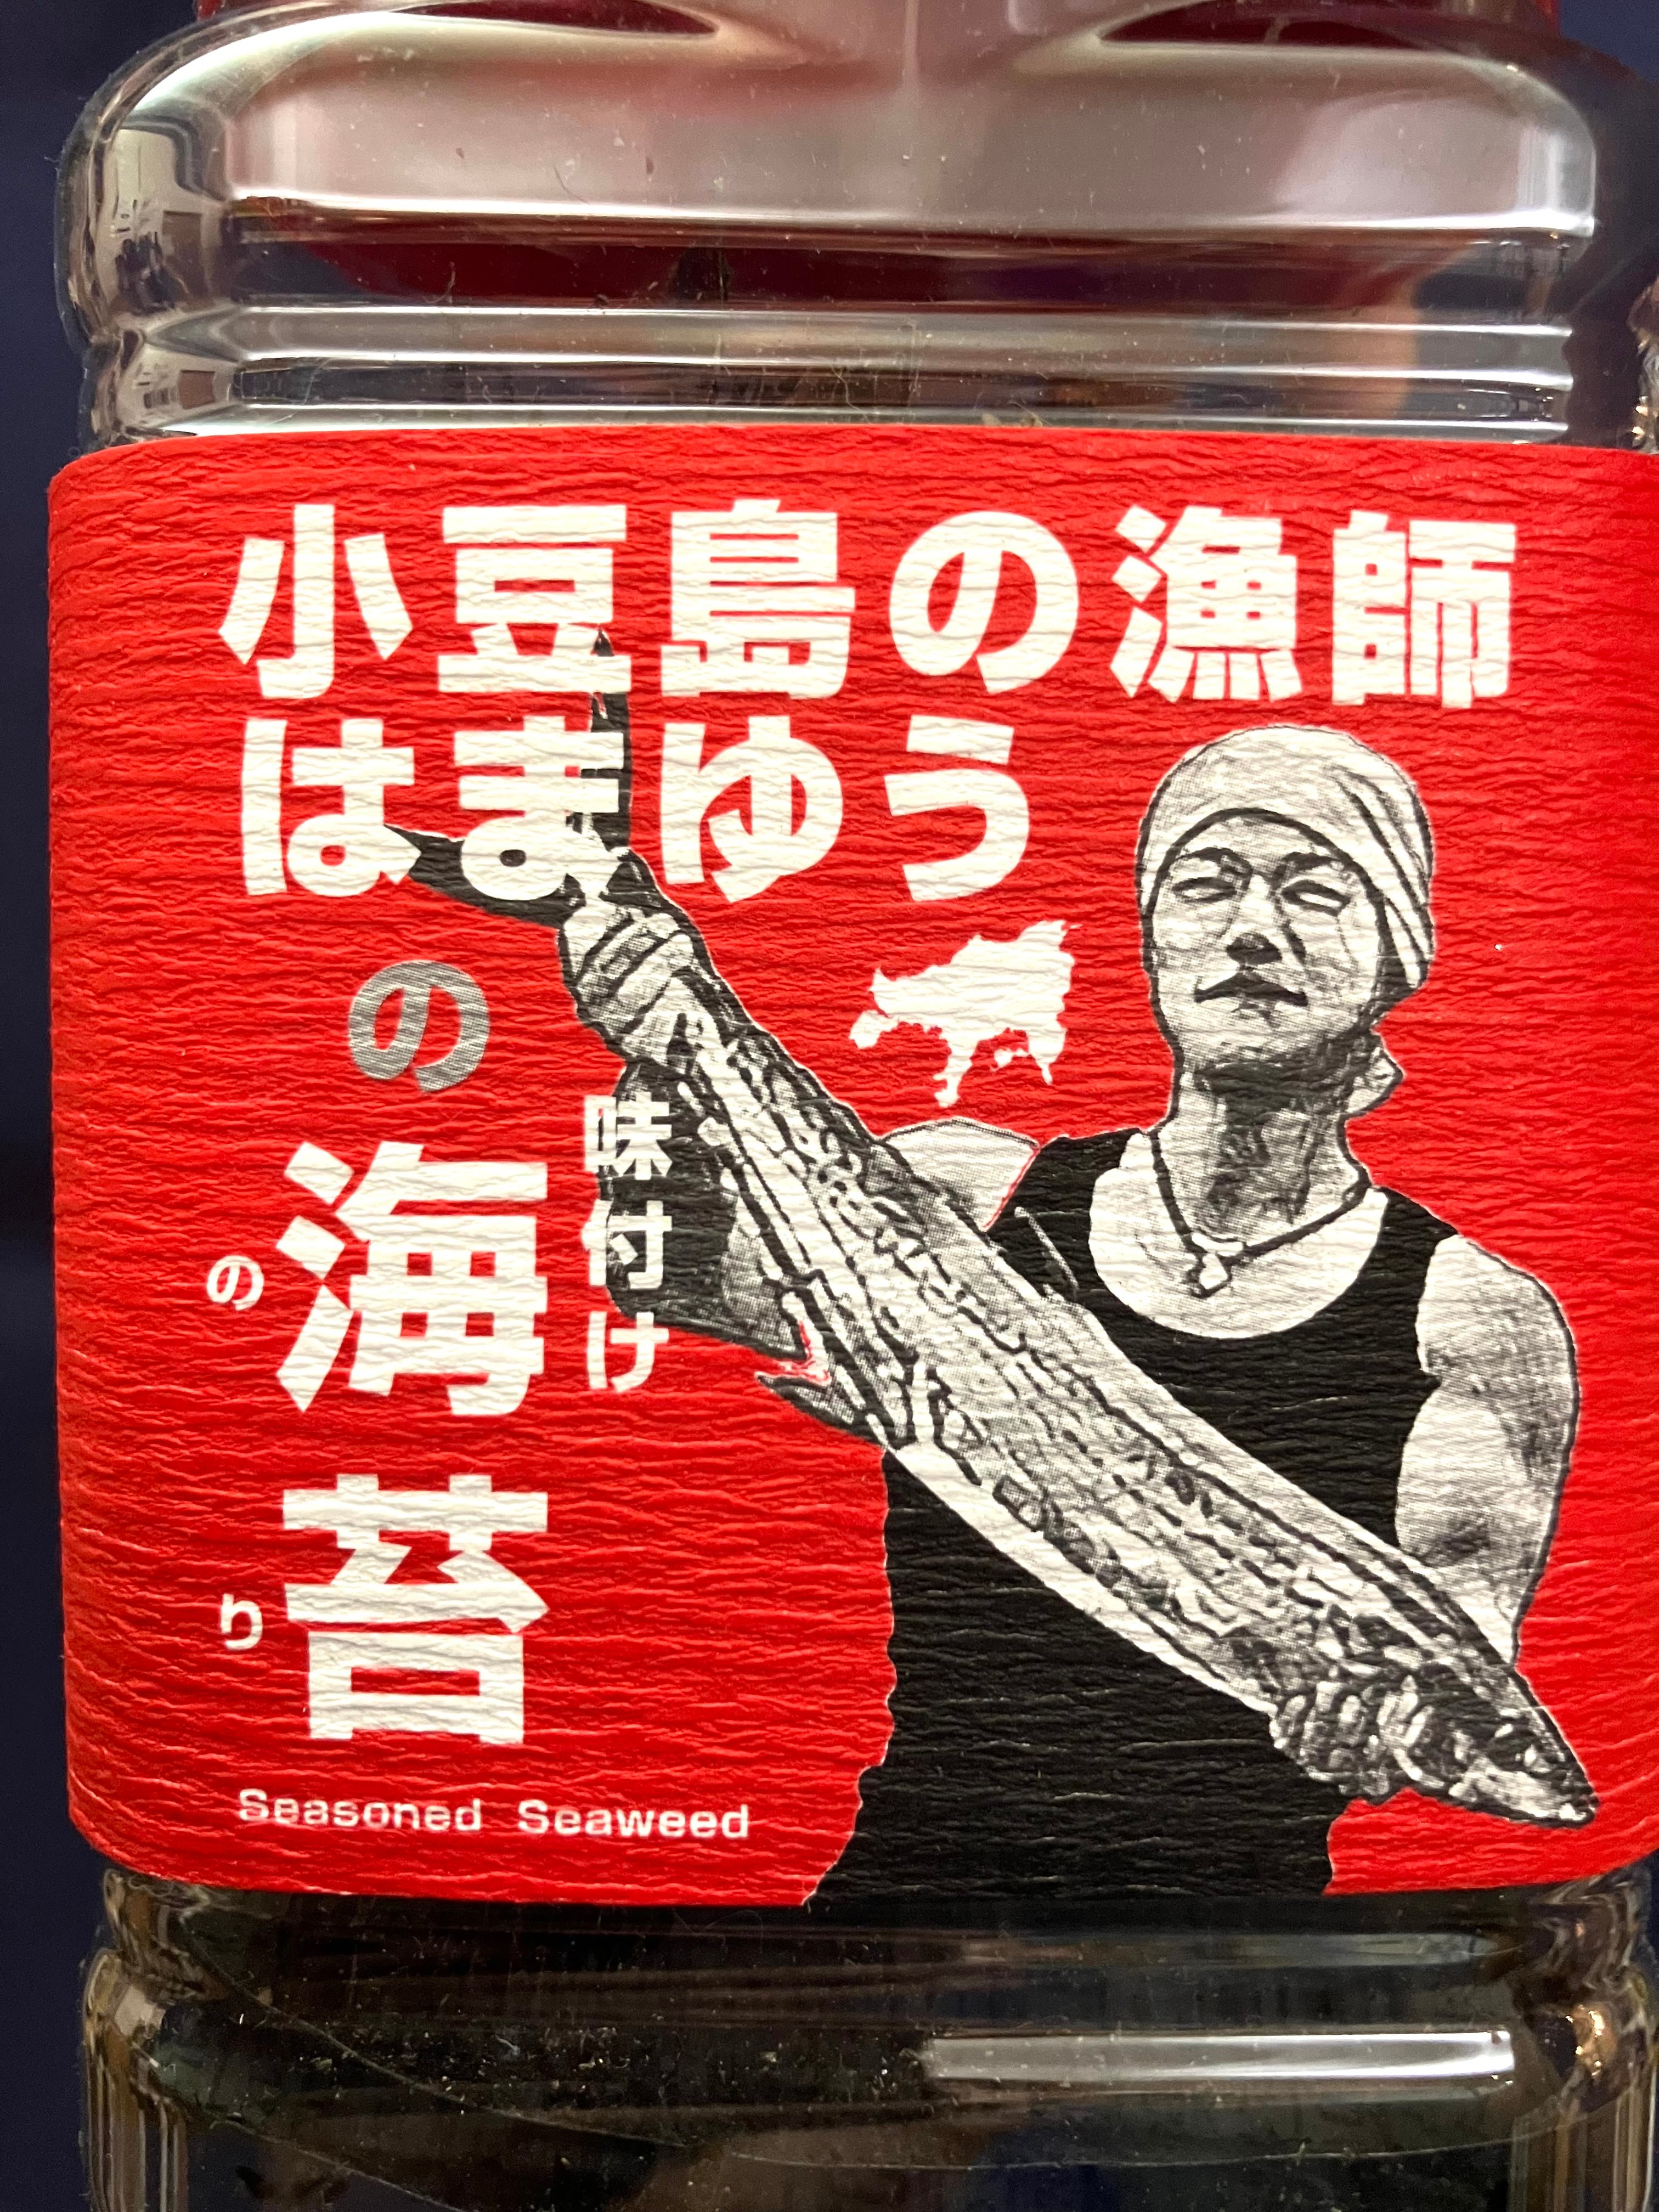 小豆島の漁師
はまゆう
の
味付け
海苔
のり
Seasoned Seaweed